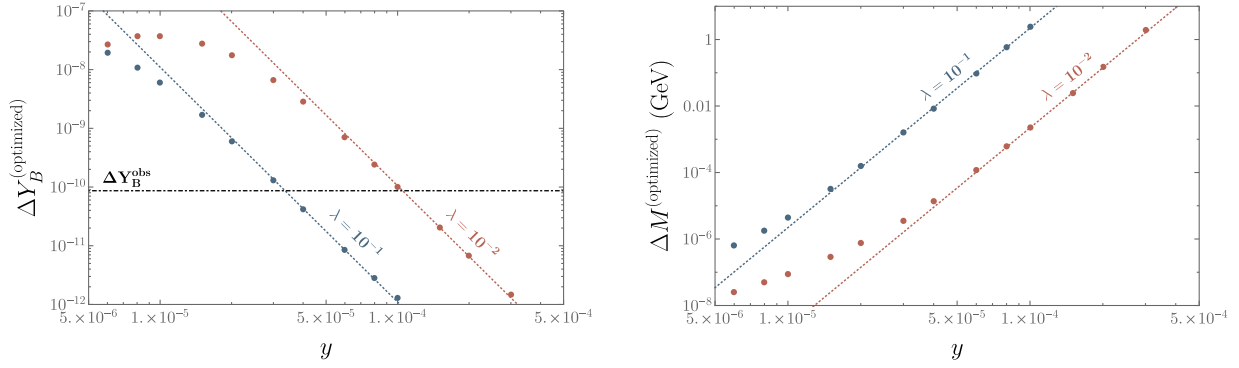 10⁻⁷
10⁻⁸
10⁻⁹
10⁻¹⁰
10⁻¹¹
10⁻¹²
ΔY_B^(optimized)
ΔY_B^obs
λ = 10⁻¹
λ = 10⁻²
5.×10⁻⁶ 1.×10⁻⁵ 5.×10⁻⁵ 1.×10⁻⁴ 5.×10⁻⁴
y
1
0.01
10⁻⁴
10⁻⁶
10⁻⁸
ΔM^(optimized) (GeV)
λ = 10⁻¹
λ = 10⁻²
5.×10⁻⁶ 1.×10⁻⁵ 5.×10⁻⁵ 1.×10⁻⁴ 5.×10⁻⁴
y